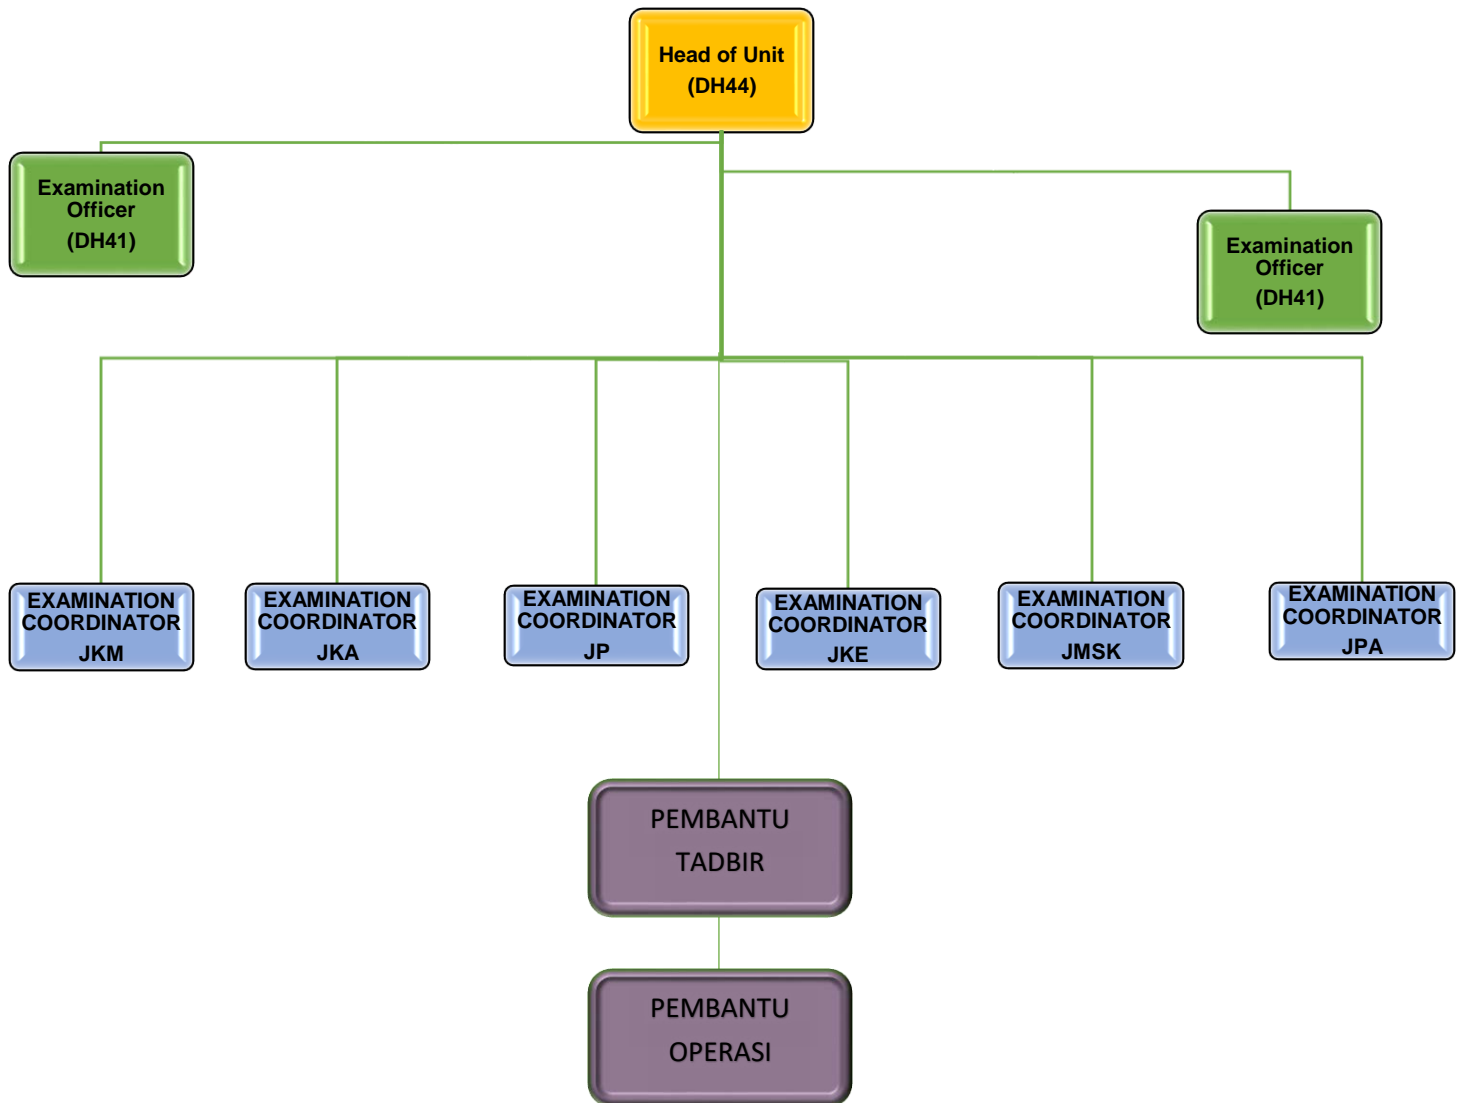 Head of Unit
(DH44)
Examination
Officer
(DH41)
Examination
Officer
(DH41)
EXAMINATION
COORDINATOR
JKM
EXAMINATION
COORDINATOR
JKA
EXAMINATION
COORDINATOR
JP
EXAMINATION
COORDINATOR
JKE
EXAMINATION
COORDINATOR
JMSK
EXAMINATION
COORDINATOR
JPA
PEMBANTU
TADBIR
PEMBANTU
OPERASI